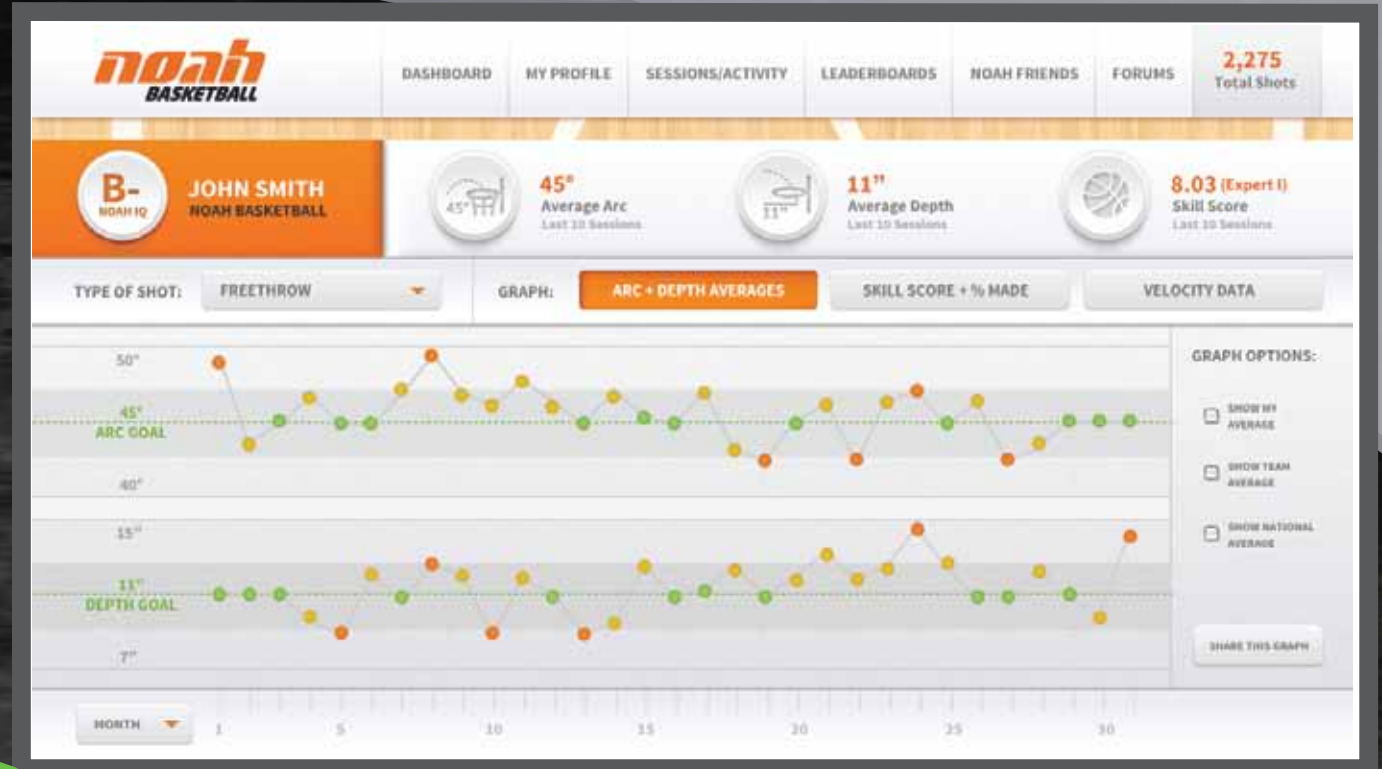 noah
BASKETBALL
DASHBOARD
MY PROFILE
SESSIONS/ACTIVITY
LEADERBOARDS
NOAH FRIENDS
FORUMS
2,275
Total Shots
B-
NOAH IQ
JOHN SMITH
NOAH BASKETBALL
45°
45°
Average Arc
Last 10 Sessions
11"
11"
Average Depth
Last 10 Sessions
8.03 (Expert I)
Skill Score
Last 10 Sessions
TYPE OF SHOT:
FREETHROW
GRAPH:
ARC + DEPTH AVERAGES
SKILL SCORE + % MADE
VELOCITY DATA
50°
45°
ARC GOAL
40°
15"
11"
DEPTH GOAL
7"
GRAPH OPTIONS:
SHOW MY
AVERAGE
SHOW TEAM
AVERAGE
SHOW NATIONAL
AVERAGE
SHARE THIS GRAPH
MONTH
1 5 10 15 20 25 30